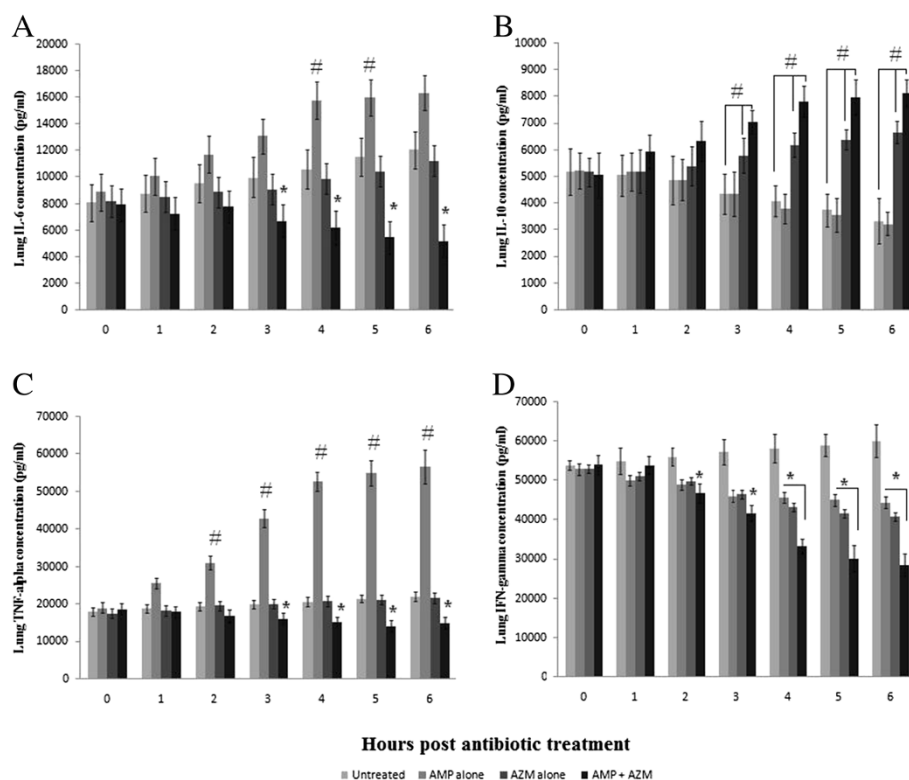 A
Lung IL-6 concentration (pg/ml)
20000
18000
16000
14000
12000
10000
8000
6000
4000
2000
0
# #
* * * *
0 1 2 3 4 5 6
B
Lung IL-10 concentration (pg/ml)
10000
9000
8000
7000
6000
5000
4000
3000
2000
1000
0
# # # #
0 1 2 3 4 5 6
C
Lung TNF-alpha concentration (pg/ml)
70000
60000
50000
40000
30000
20000
10000
0
# # # # #
* * * *
0 1 2 3 4 5 6
D
Lung IFN-gamma concentration (pg/ml)
70000
60000
50000
40000
30000
20000
10000
0
* * * * *
0 1 2 3 4 5 6
Hours post antibiotic treatment
Untreated AMP alone AZM alone AMP + AZM